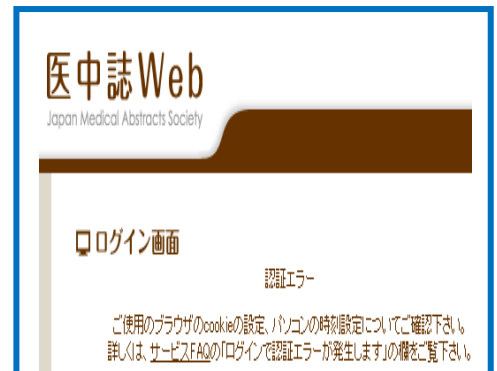 医中誌Web
Japan Medical Abstracts Society
ログイン画面
認証エラー
ご使用のブラウザのcookieの設定、パソコンの時刻設定についてご確認下さい。
詳しくは、サービスFAQの「ログインで認証エラーが発生します」の欄をご覧下さい。